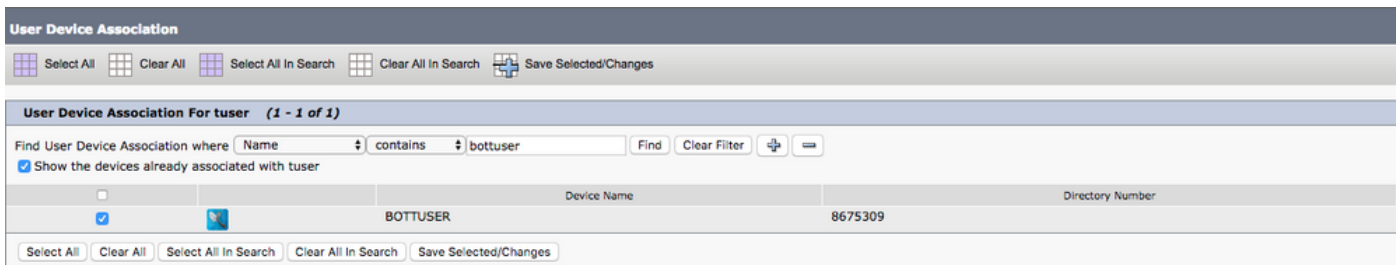 User Device Association
Select All Clear All Select All In Search Clear All In Search Save Selected/Changes
User Device Association For tuser (1 - 1 of 1)
Find User Device Association where Name contains bottuser Find Clear Filter
Show the devices already associated with tuser
Device Name Directory Number
BOTTUSER 8675309
Select All Clear All Select All In Search Clear All In Search Save Selected/Changes